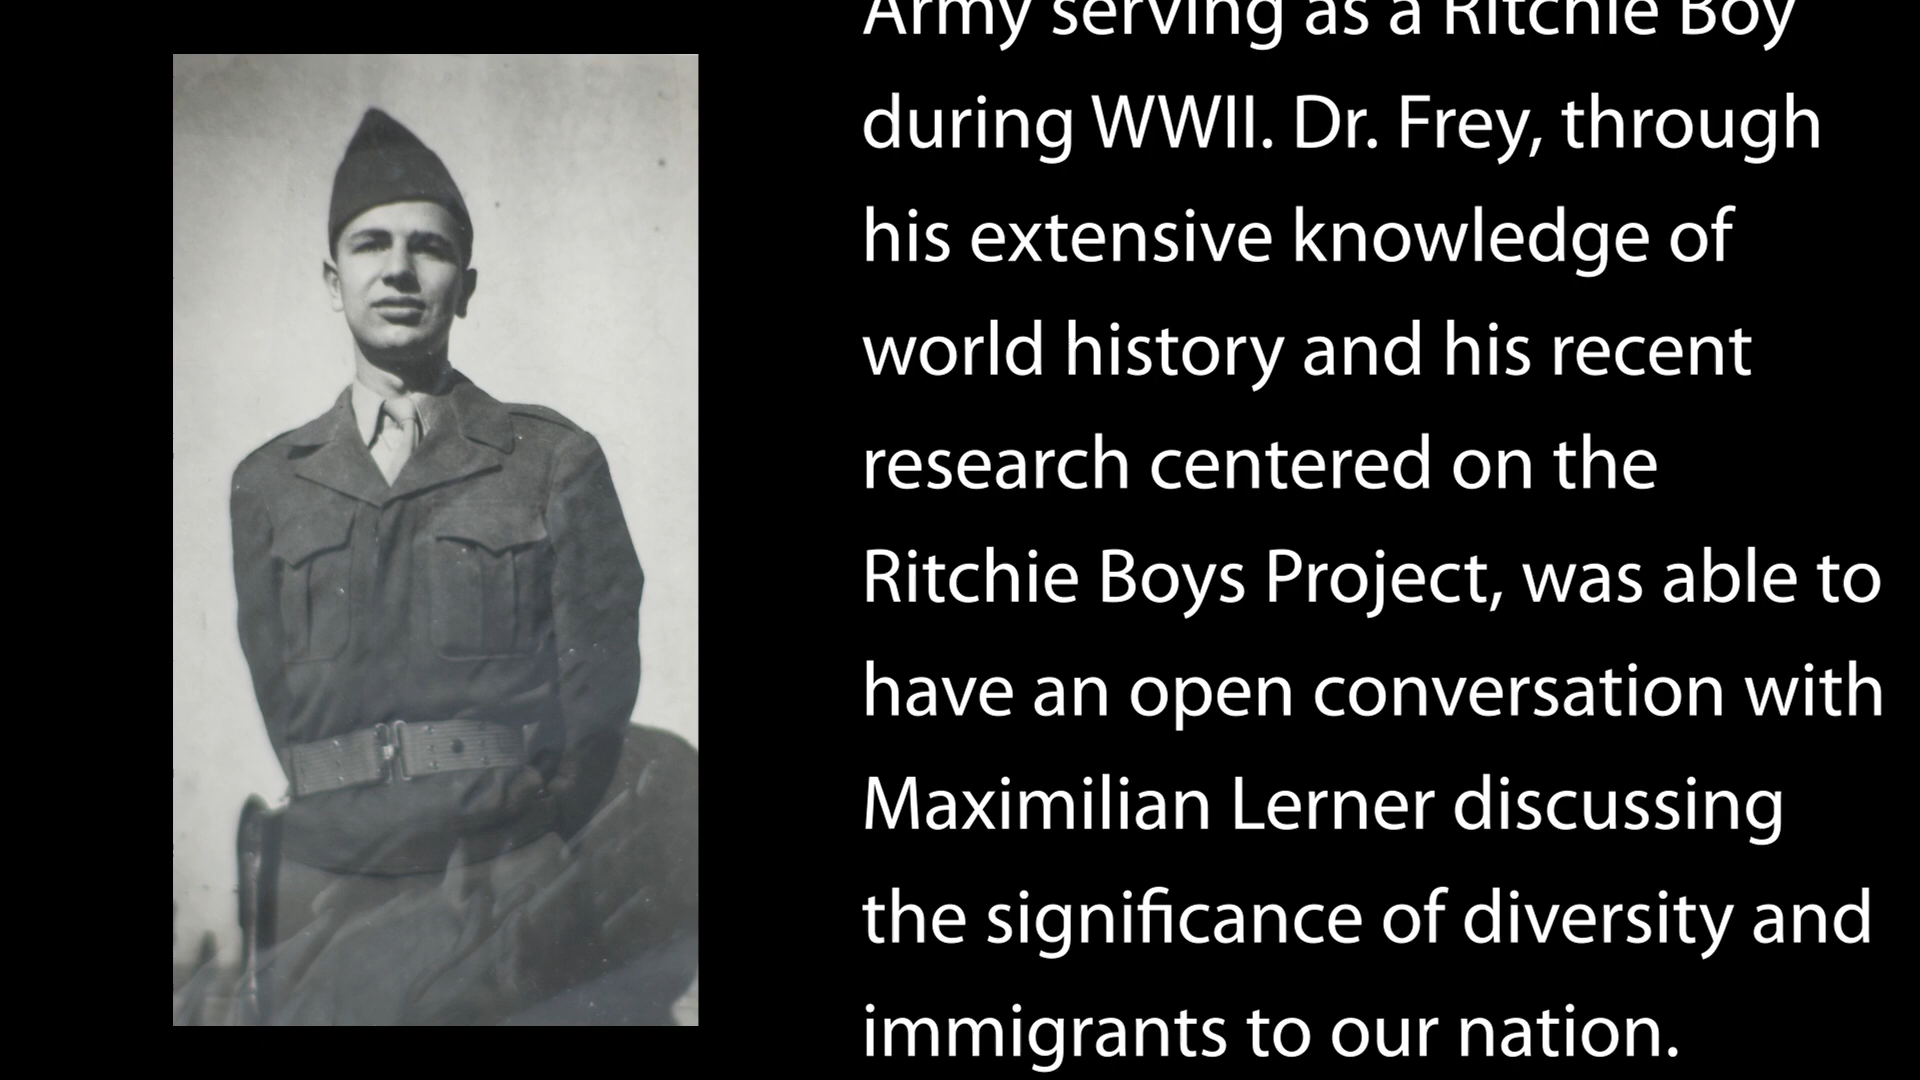 Army serving as a Ritchie Boy
during WWII. Dr. Frey, through
his extensive knowledge of
world history and his recent
research centered on the
Ritchie Boys Project, was able to
have an open conversation with
Maximilian Lerner discussing
the significance of diversity and
immigrants to our nation.